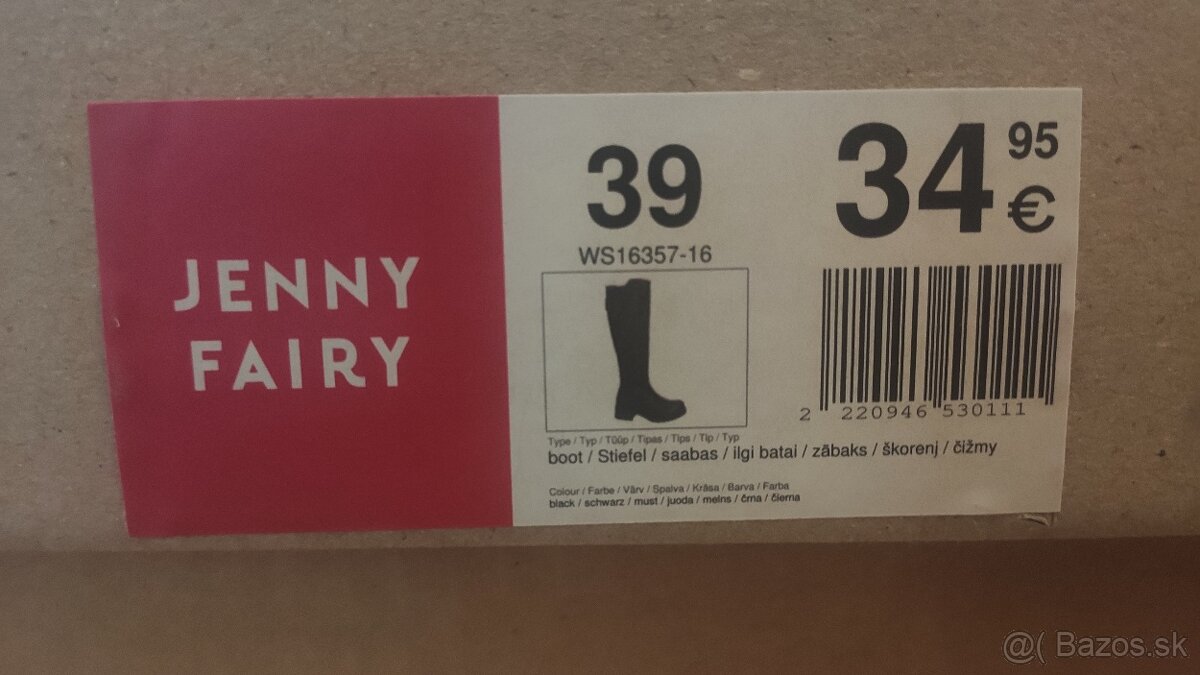 JENNY
FAIRY
39
34 95 €
WS16357-16
2 220946 530111
Type / Typ / Tüüp / Tipas / Tips / Tip / Typ
boot / Stiefel / saabas / ilgi batai / zābaks / škorenj / čižmy
Colour / Farbe / Värv / Spalva / Krāsa / Barva / Farba
black / schwarz / must / juoda / melns / črna / čierna
@( Bazos.sk